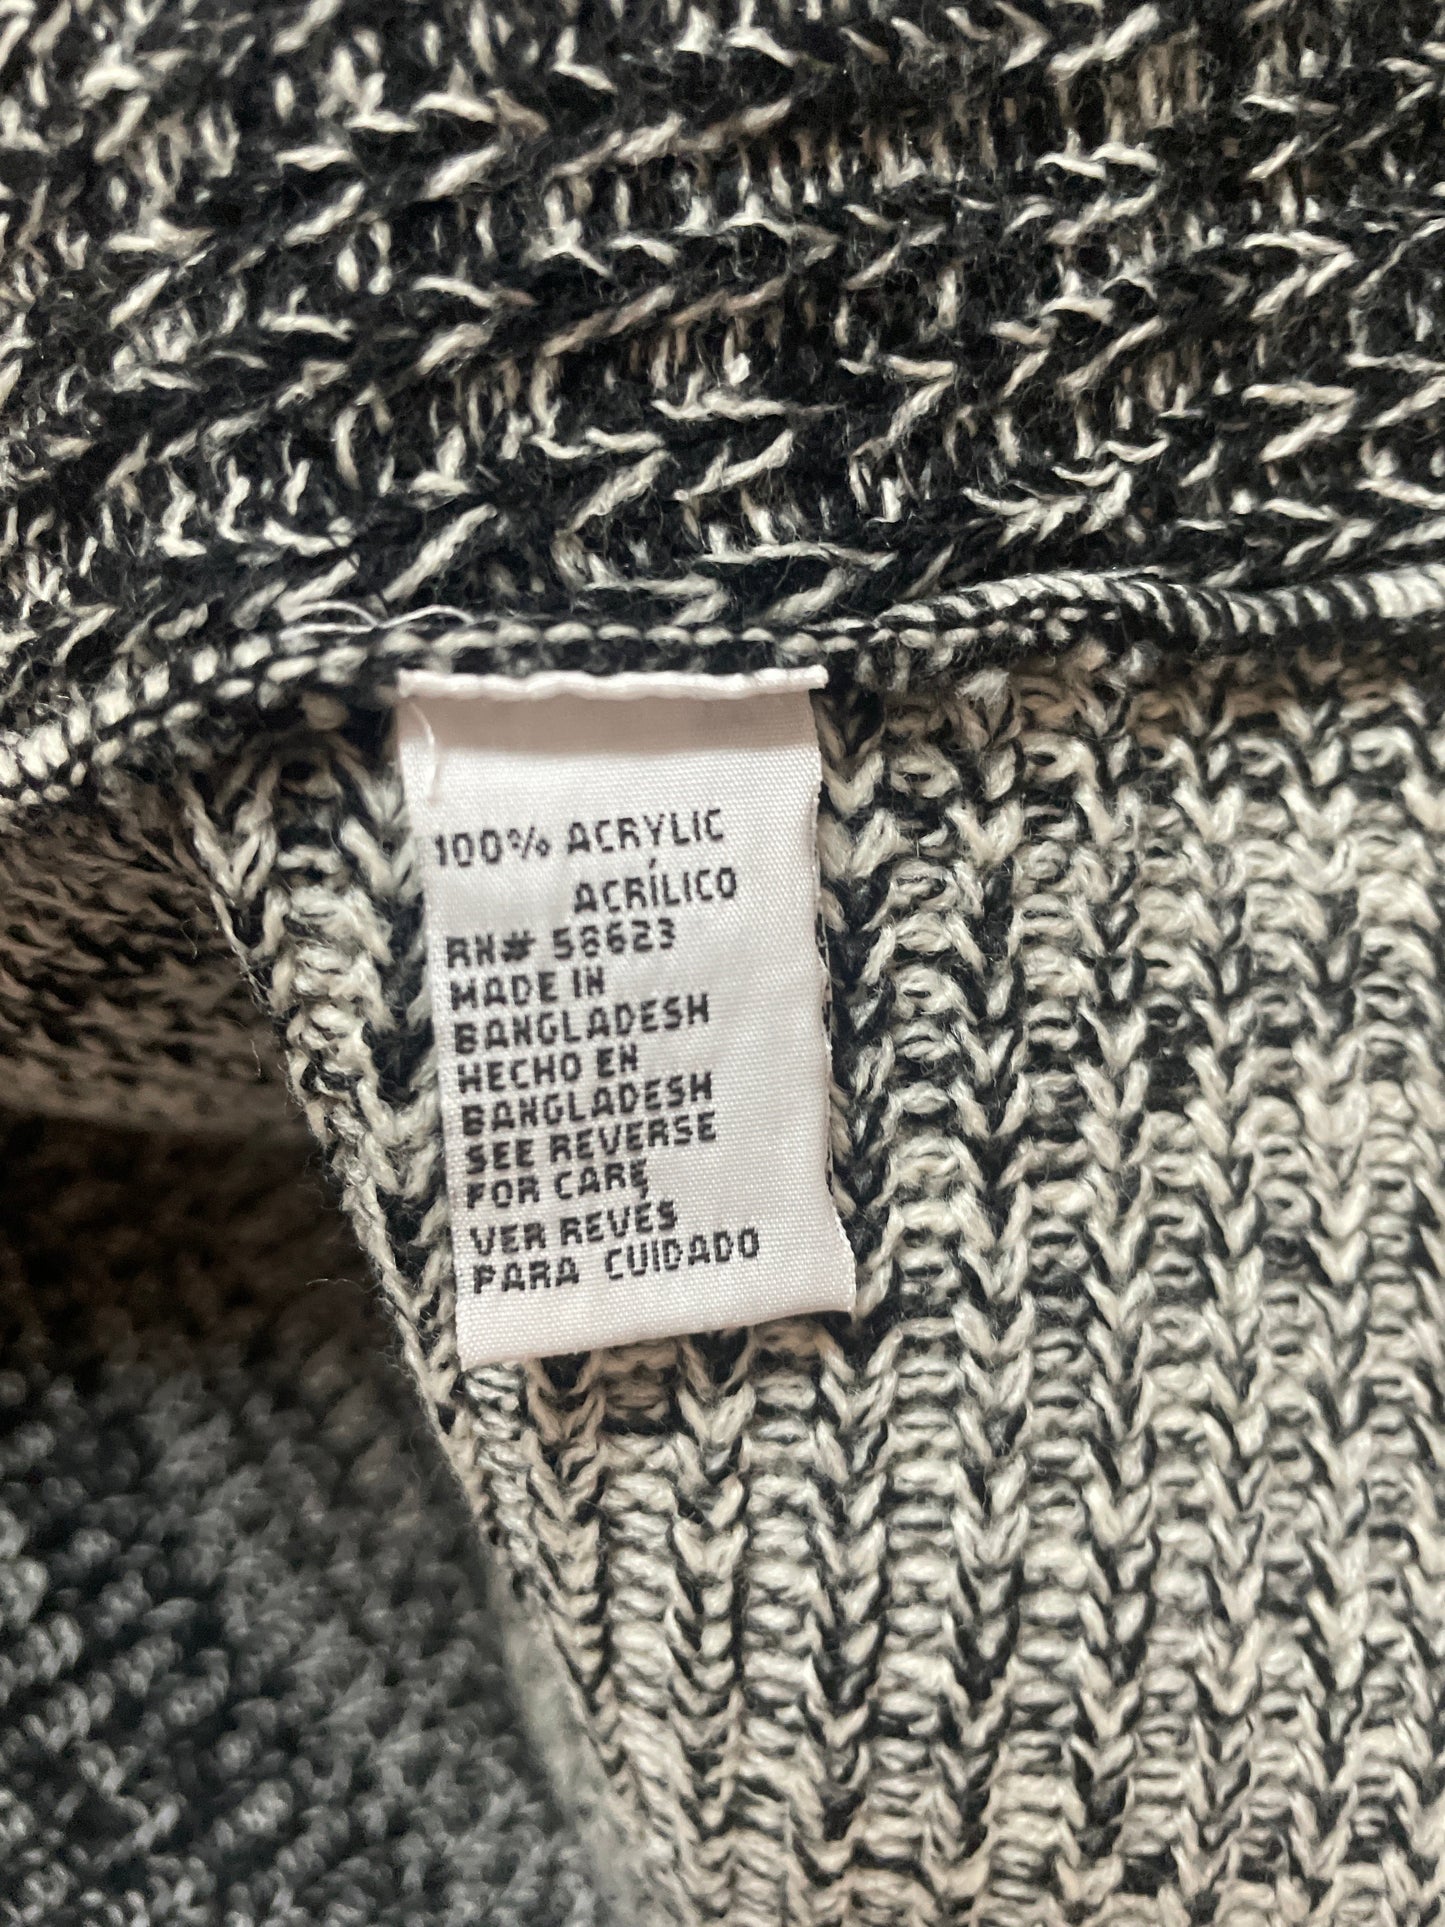 100% ACRYLIC
ACRÍLICO
RN# 58623
MADE IN
BANGLADESH
HECHO EN
BANGLADESH
SEE REVERSE
FOR CARE
VER REVÉS
PARA CUIDADO